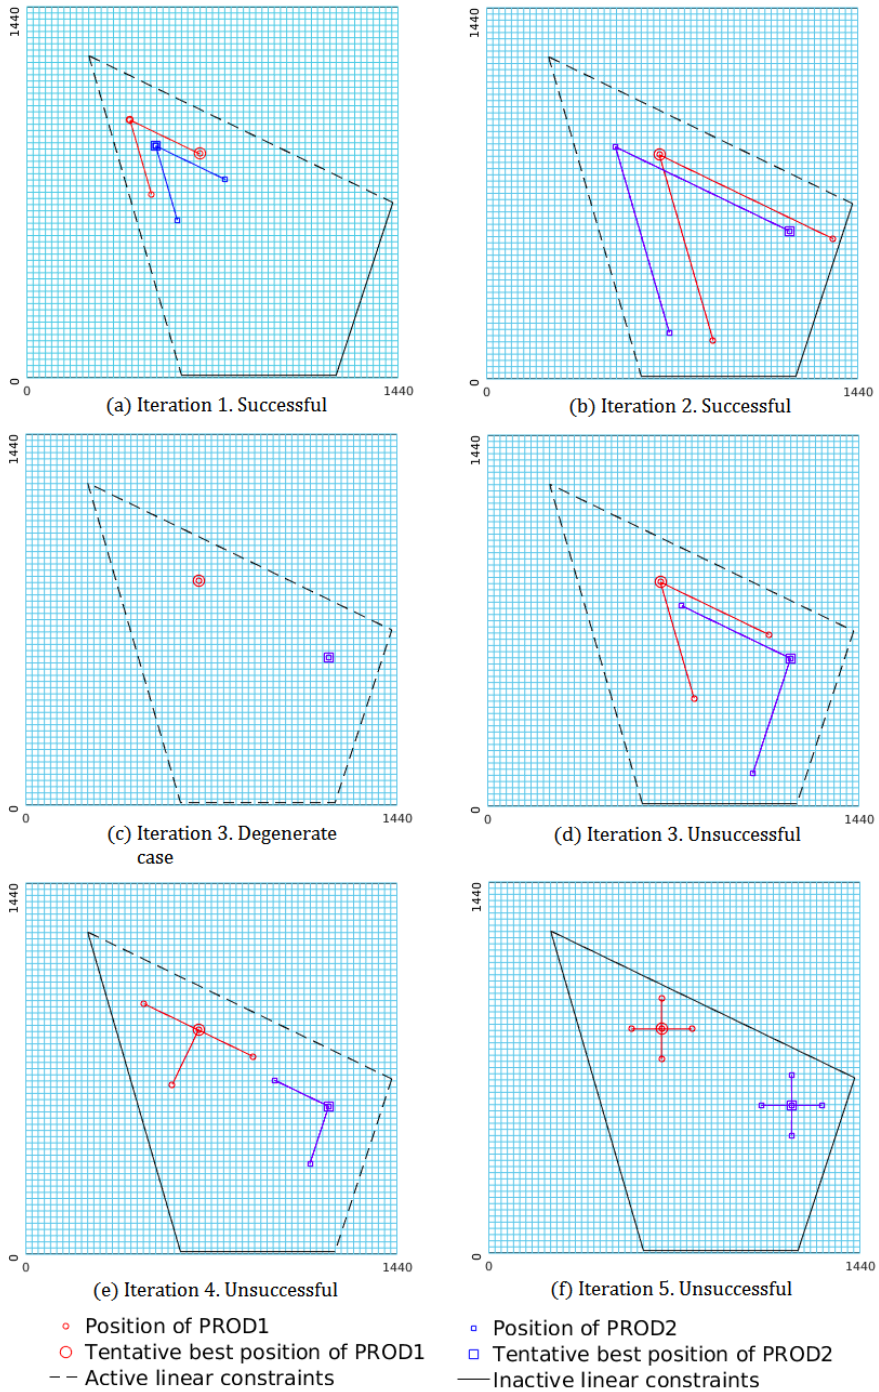 1440
1440
0
0
0
1440
0
1440
(a) Iteration 1. Successful
(b) Iteration 2. Successful
1440
1440
0
0
0
1440
0
1440
(c) Iteration 3. Degenerate
case
(d) Iteration 3. Unsuccessful
1440
1440
0
0
0
1440
0
1440
(e) Iteration 4. Unsuccessful
(f) Iteration 5. Unsuccessful
Position of PROD1
Position of PROD2
Tentative best position of PROD1
Tentative best position of PROD2
Active linear constraints
Inactive linear constraints